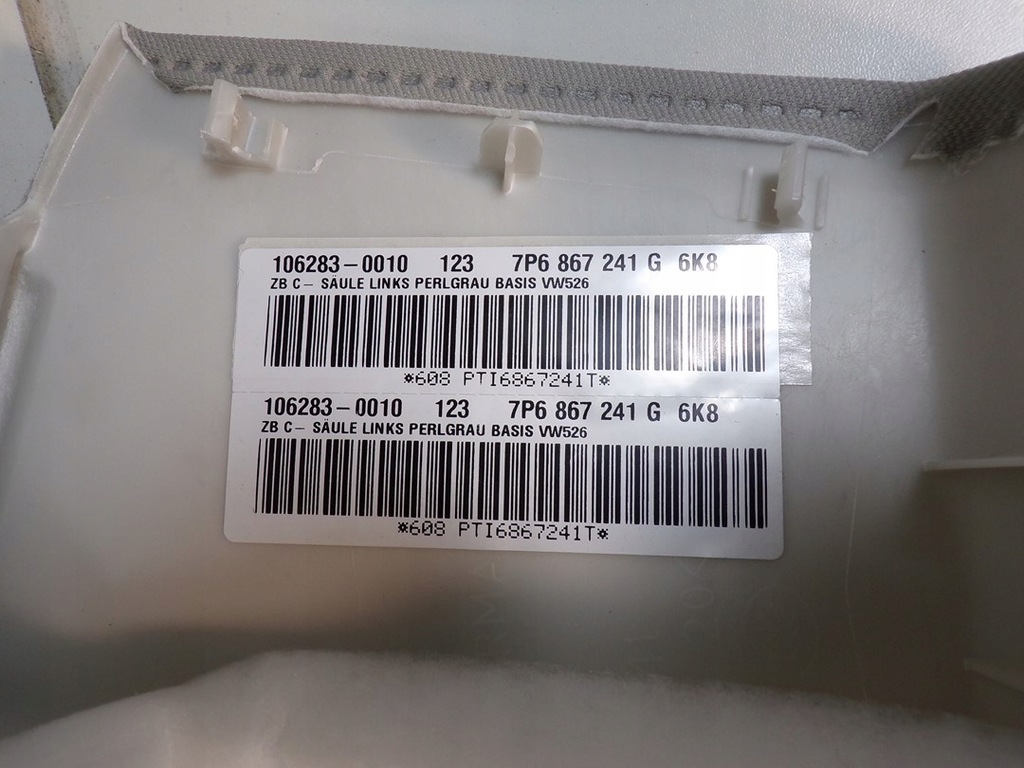 106283-0010 123 7P6 867 241 G 6K8
ZB C- SÄULE LINKS PERLGRAU BASIS VW526
*608 PTI6867241T*
106283-0010 123 7P6 867 241 G 6K8
ZB C- SÄULE LINKS PERLGRAU BASIS VW526
*608 PTI6867241T*